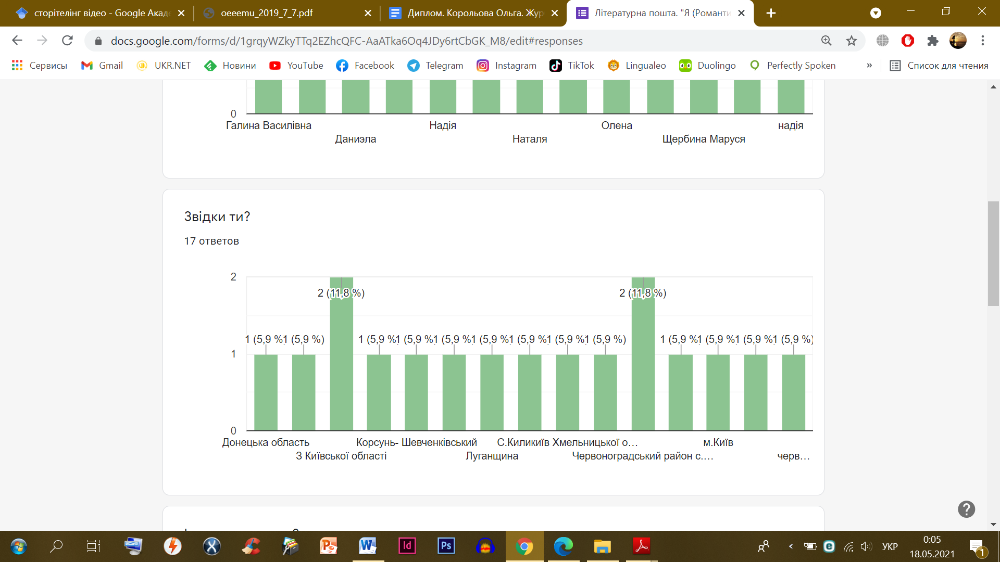 сторітелінг відео - Google Акаде
oeeemu_2019_7_7.pdf
Диплом. Корольова Ольга. Жур
Літературна пошта. "Я (Романти
docs.google.com/forms/d/1grqyWZkyTTq2EZhcQFC-AaATka6Oq4JDy6rtCbGK_M8/edit#responses
Сервисы
Gmail
UKR.NET
Новини
YouTube
Facebook
Telegram
Instagram
TikTok
Lingualeo
Duolingo
Perfectly Spoken
»
Список для чтения
0
Галина Василівна
Надія
Олена
надія
Даниэла
Наталя
Щербина Маруся
Звідки ти?
17 ответов
2
2 (11,8 %)
2 (11,8 %)
1 (5,9 %
1 (5,9 %)
1 (5,9 %
1 (5,9 %
1 (5,9 %
1 (5,9 %
1 (5,9 %
1 (5,9 %
1 (5,9 %)
1 (5,9 %
1 (5,9 %
1 (5,9 %
1 (5,9 %)
1
0
Донецька область
Корсунь- Шевченківський
С.Киликиїв Хмельницької о…
м.Київ
З Київської області
Луганщина
Червоноградський район с.…
черв…
УКР
0:05
18.05.2021
1